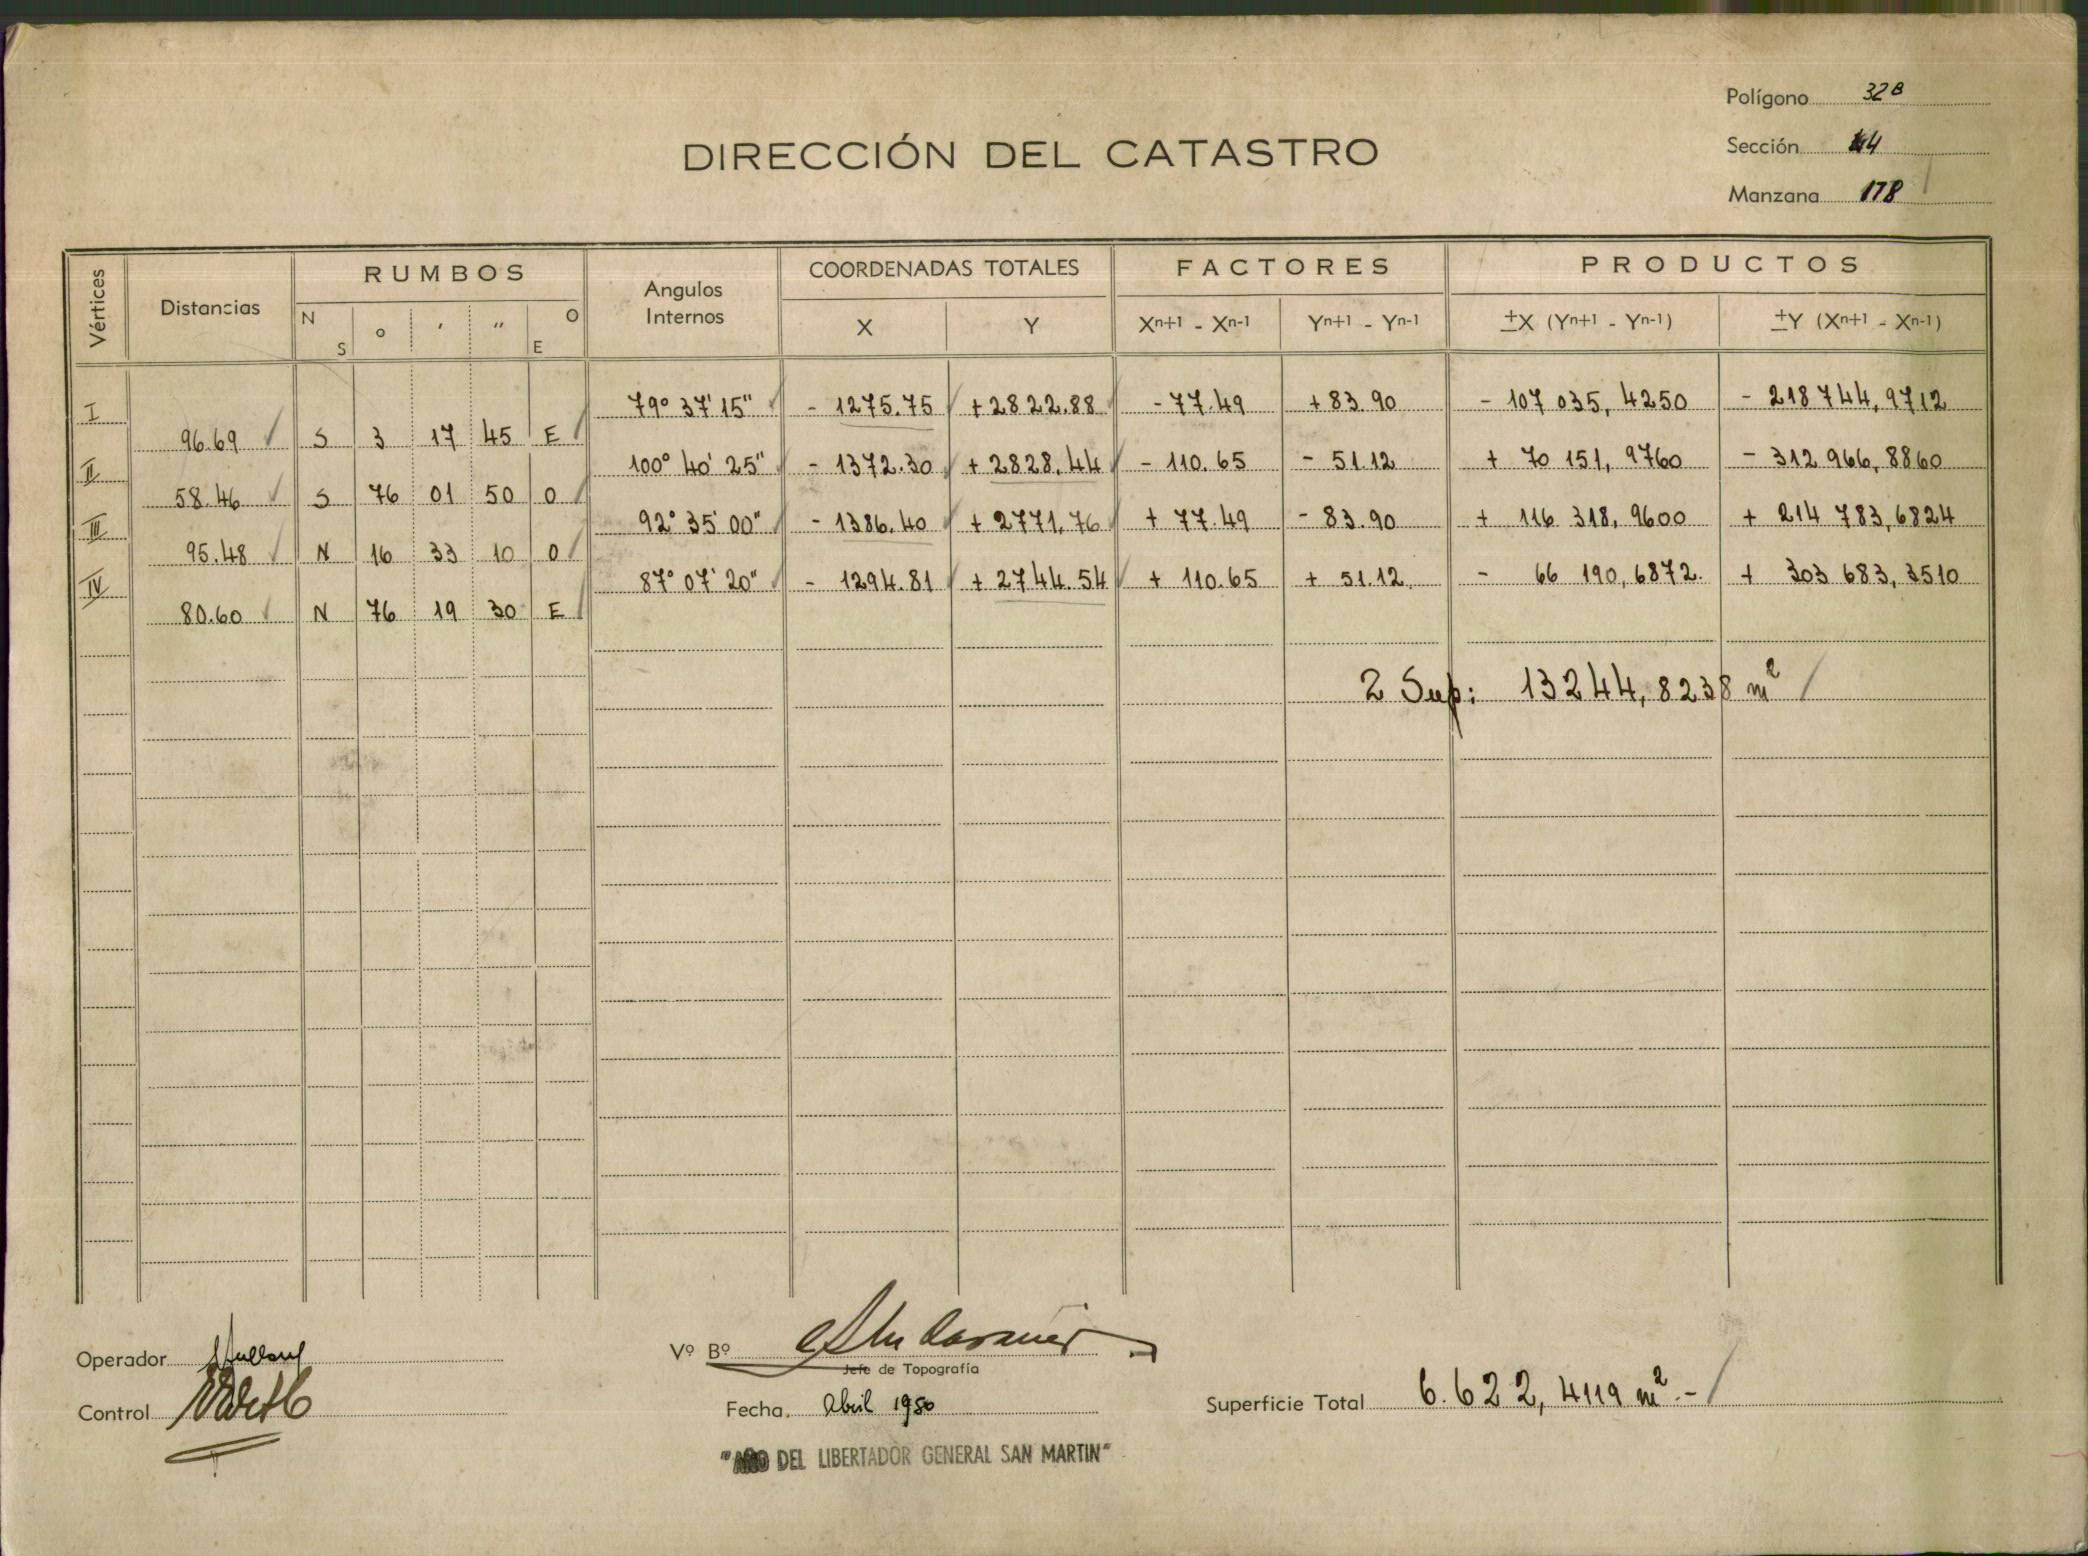 Polígono 32 B
Sección 44
Manzana 178
DIRECCIÓN DEL CATASTRO
Vértices Distancias RUMBOS Angulos Internos COORDENADAS TOTALES FACTORES PRODUCTOS
N S ° ' " O E X Y Xn+1 - Xn-1 Yn+1 - Yn-1 ±X (Yn+1 - Yn-1) ±Y (Xn+1 - Xn-1)
I 79° 37' 15" - 1275.75 + 2822.88 - 77.49 + 83.90 - 107 035, 4250 - 218 744, 9712
96.69 S 3 17 45 E
II 100° 40' 25" - 1372.30 + 2828.44 - 110.65 - 51.12 + 70 151, 9760 - 312 966, 8860
58.46 S 76 01 50 O
III 92° 35' 00" - 1386.40 + 2771.76 + 77.49 - 83.90 + 116 318, 9600 + 214 783, 6824
95.48 N 16 33 10 O
IV 87° 07' 20" - 1294.81 + 2744.54 + 110.65 + 51.12 - 66 190, 6872. + 303 683, 3510
80.60 N 76 19 30 E
2 Sup: 13244, 8238 m²
Operador
Vº Bº
Jefe de Topografía
Control
Fecha. Abril 1950
Superficie Total 6.622, 4119 m².-
"AÑO DEL LIBERTADOR GENERAL SAN MARTIN"